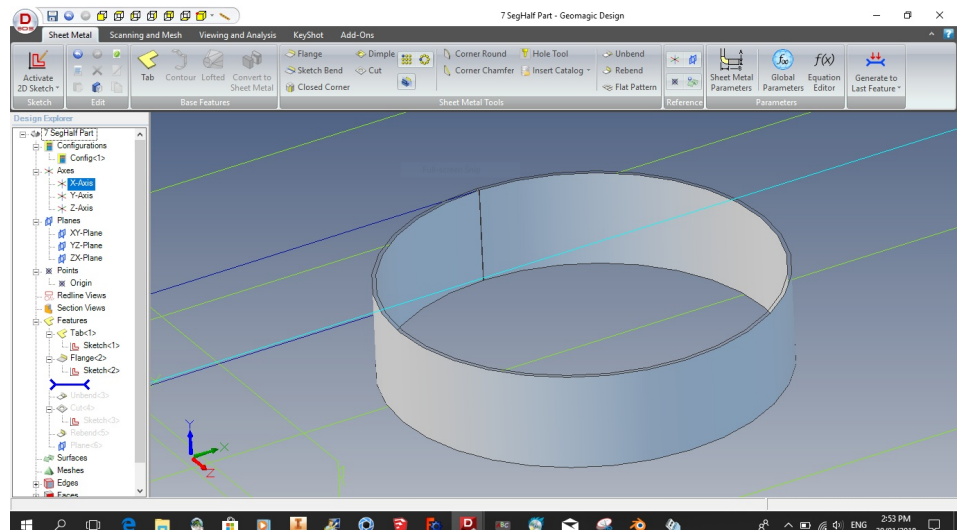 7 SegHalf Part - Geomagic Design
Sheet Metal Scanning and Mesh Viewing and Analysis KeyShot Add-Ons
Activate
2D Sketch
Sketch
Edit
Tab Contour Lofted Convert to
Sheet Metal
Base Features
Flange
Sketch Bend
Closed Corner
Dimple
Cut
Corner Round
Corner Chamfer
Hole Tool
Insert Catalog
Sheet Metal Tools
Unbend
Rebend
Flat Pattern
Reference
Sheet Metal
Parameters
Global
Parameters
f(x)
Equation
Editor
Parameters
Generate to
Last Feature
Design Explorer
7 SegHalf Part
Configurations
Config<1>
Axes
X-Axis
Y-Axis
Z-Axis
Planes
XY-Plane
YZ-Plane
ZX-Plane
Points
Origin
Redline Views
Section Views
Features
Tab<1>
Sketch<1>
Flange<2>
Sketch<2>
Unbend<3>
Cut<4>
Sketch<3>
Rebend<5>
Plane<6>
Surfaces
Meshes
Edges
Faces
Y
X
Z
ENG
2:53 PM